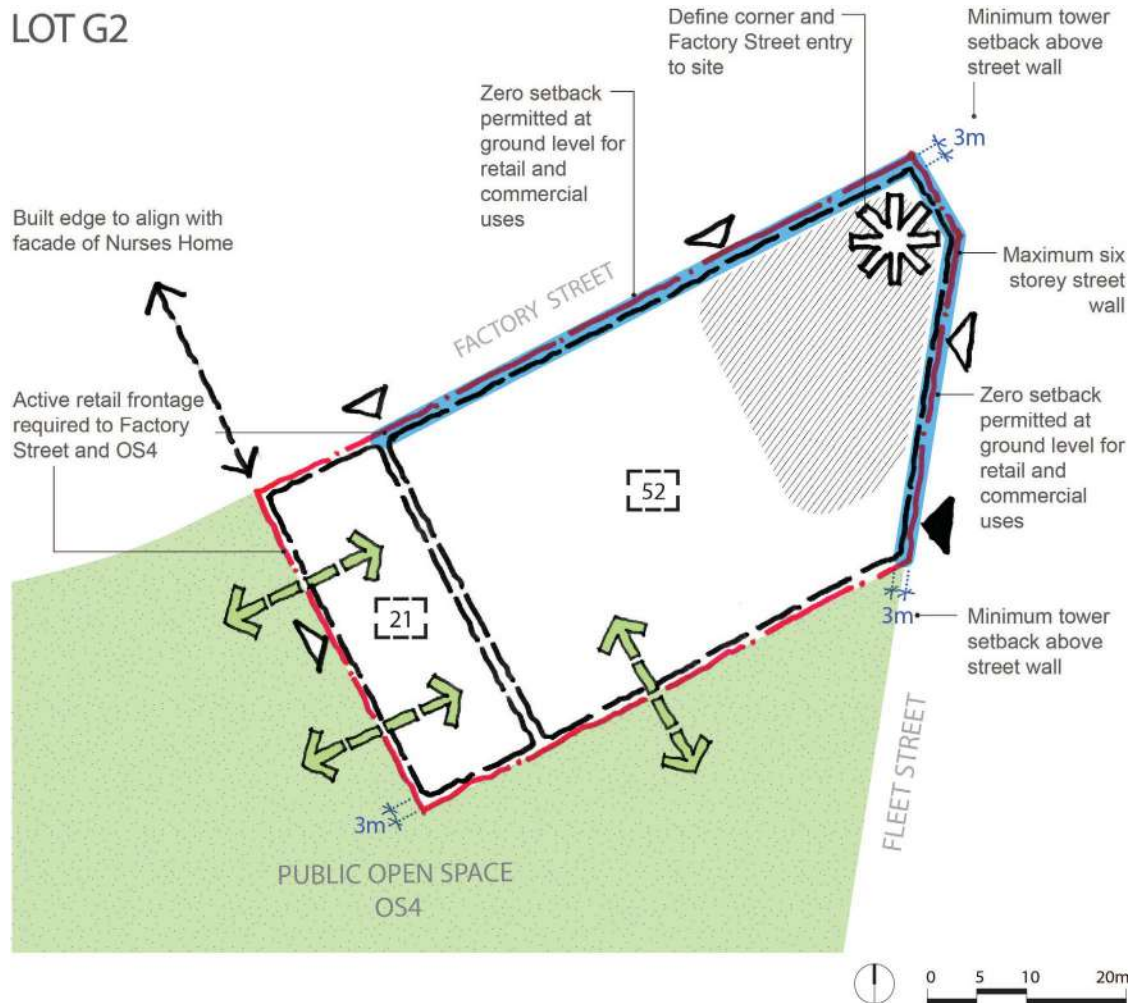 LOT G2
Define corner and
Factory Street entry
to site
Minimum tower
setback above
street wall
Zero setback
permitted at
ground level for
retail and
commercial
uses
3m
Built edge to align with
facade of Nurses Home
Maximum six
storey street
wall
FACTORY STREET
Active retail frontage
required to Factory
Street and OS4
Zero setback
permitted at
ground level for
retail and
commercial
uses
52
21
3m
Minimum tower
setback above
street wall
3m
FLEET STREET
PUBLIC OPEN SPACE
OS4
0 5 10 20m